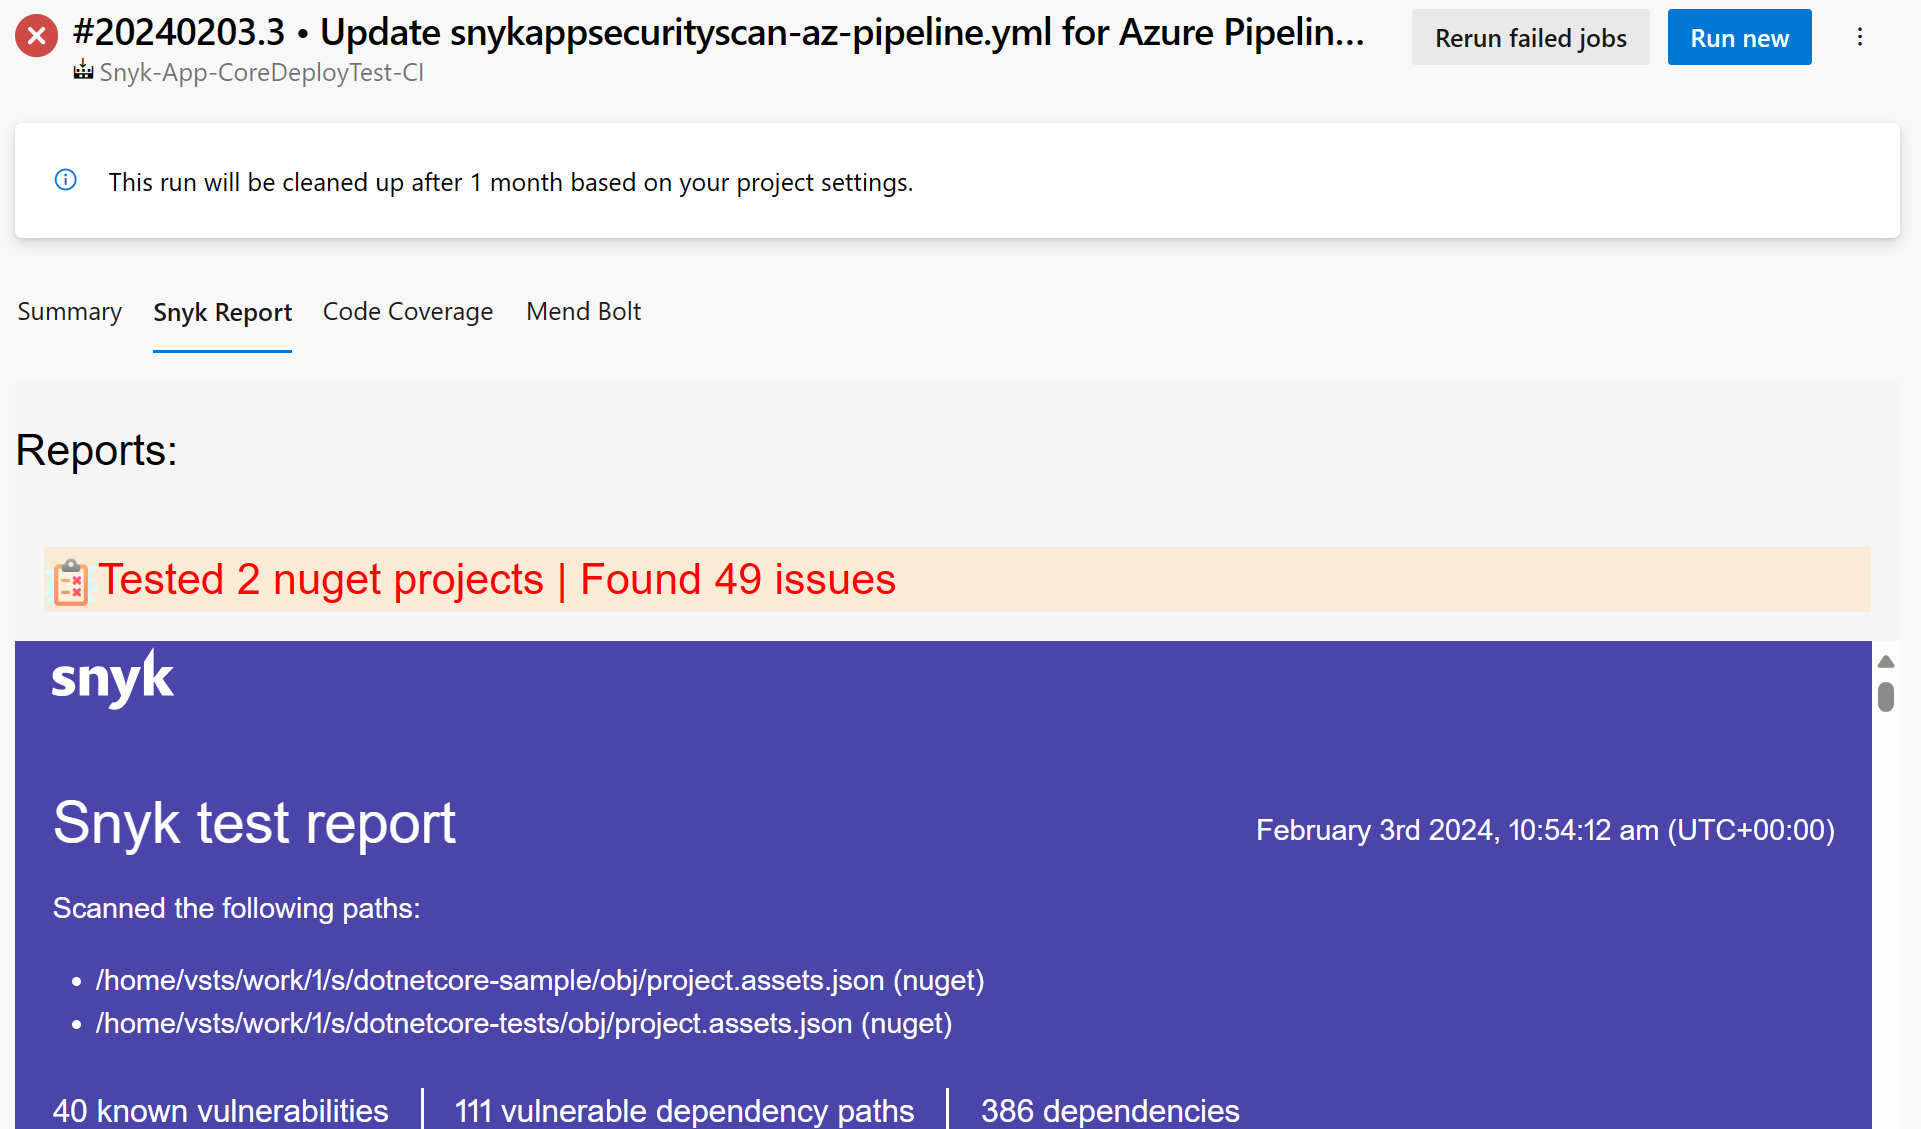 #20240203.3 • Update snykappsecurityscan-az-pipeline.yml for Azure Pipelin...
Rerun failed jobs
Run new
Snyk-App-CoreDeployTest-CI
This run will be cleaned up after 1 month based on your project settings.
Summary
Snyk Report
Code Coverage
Mend Bolt
Reports:
Tested 2 nuget projects | Found 49 issues
snyk
Snyk test report
February 3rd 2024, 10:54:12 am (UTC+00:00)
Scanned the following paths:
• /home/vsts/work/1/s/dotnetcore-sample/obj/project.assets.json (nuget)
• /home/vsts/work/1/s/dotnetcore-tests/obj/project.assets.json (nuget)
40 known vulnerabilities
111 vulnerable dependency paths
386 dependencies